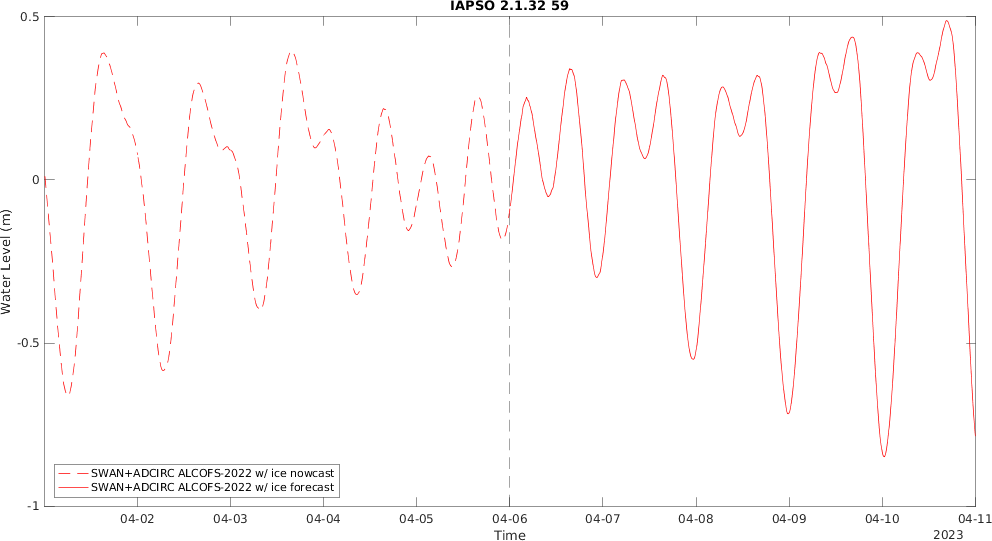 IAPSO 2.1.32 59
0.5
0
-0.5
-1
Water Level (m)
SWAN+ADCIRC ALCOFS-2022 w/ ice nowcast
SWAN+ADCIRC ALCOFS-2022 w/ ice forecast
04-02 04-03 04-04 04-05 04-06 04-07 04-08 04-09 04-10 04-11
Time
2023